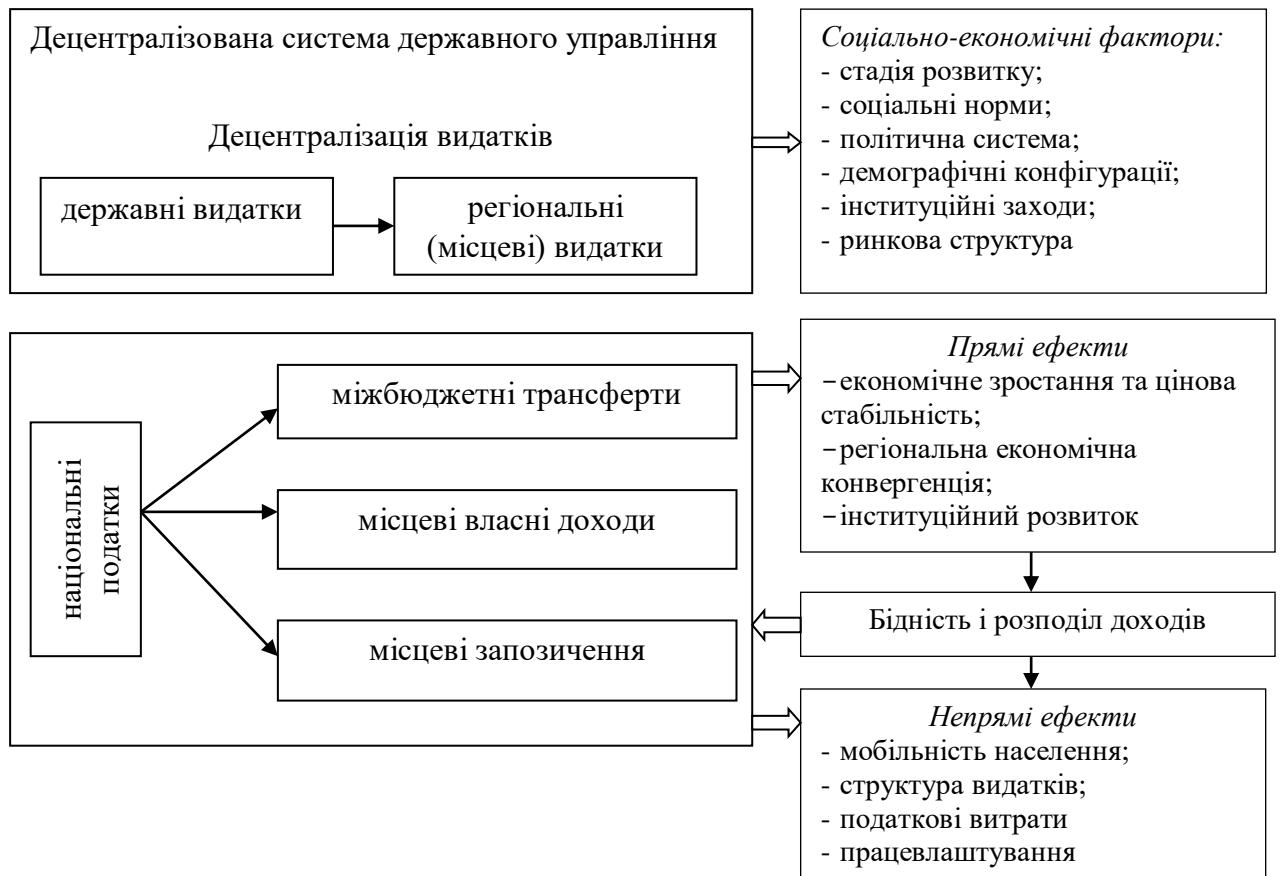 Децентралізована система державного управління
Децентралізація видатків
державні видатки
регіональні
(місцеві) видатки
Соціально-економічні фактори:
- стадія розвитку;
- соціальні норми;
- політична система;
- демографічні конфігурації;
- інституційні заходи;
- ринкова структура
національні
податки
міжбюджетні трансферти
місцеві власні доходи
місцеві запозичення
Прямі ефекти
−економічне зростання та цінова
стабільність;
−регіональна економічна
конвергенція;
−інституційний розвиток
Бідність і розподіл доходів
Непрямі ефекти
- мобільність населення;
- структура видатків;
- податкові витрати
- працевлаштування